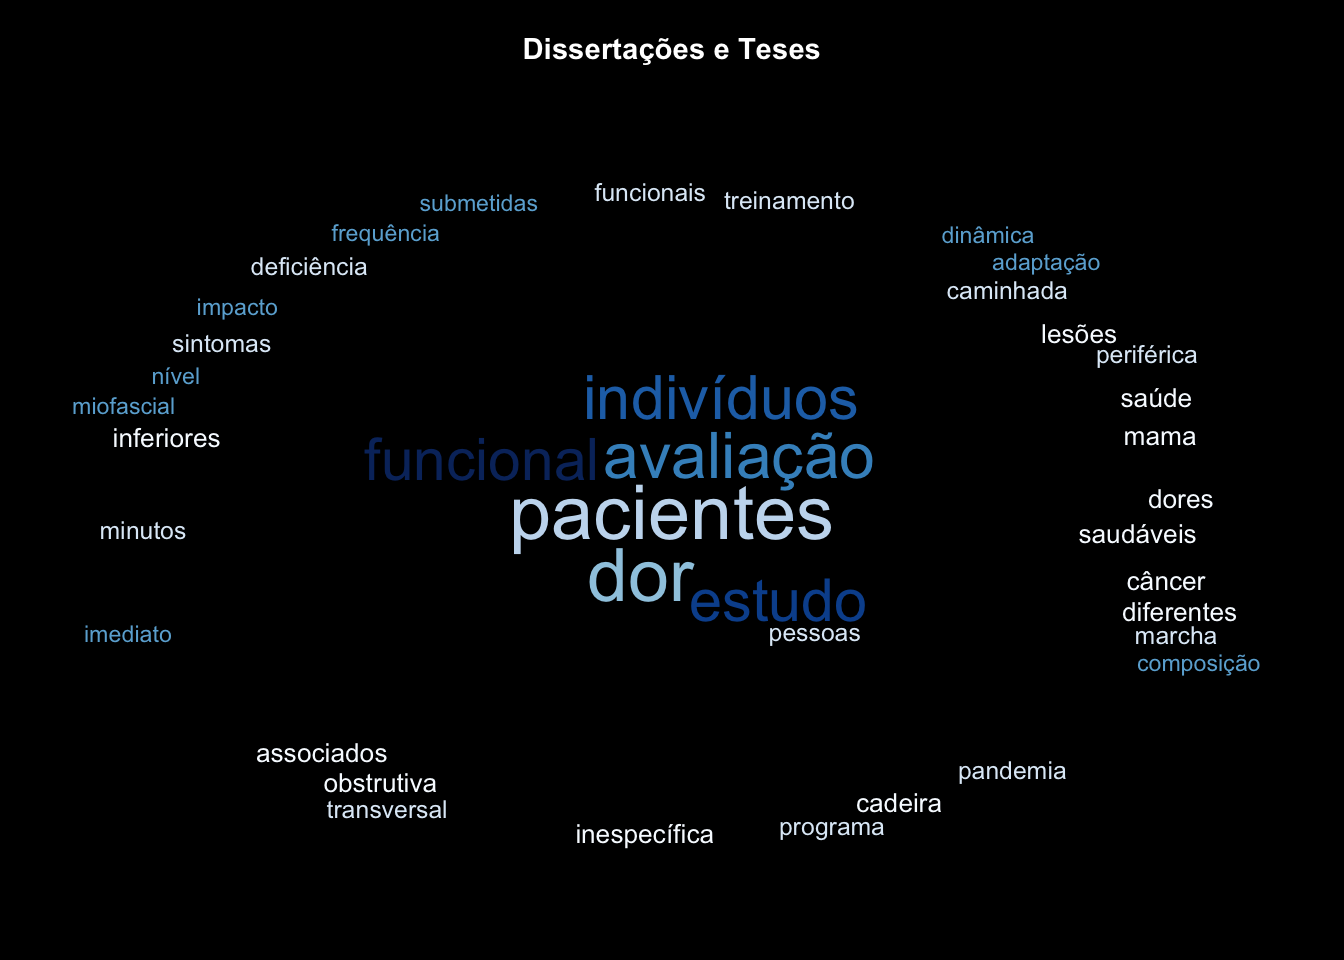 Dissertações e Teses
funcionais
treinamento
submetidas
frequência
dinâmica
deficiência
adaptação
caminhada
impacto
lesões
sintomas
periférica
nível
indivíduos
saúde
miofascial
inferiores
mama
funcional
avaliação
dores
pacientes
minutos
saudáveis
dor
câncer
estudo
diferentes
imediato
pessoas
marcha
composição
associados
pandemia
obstrutiva
cadeira
transversal
programa
inespecífica